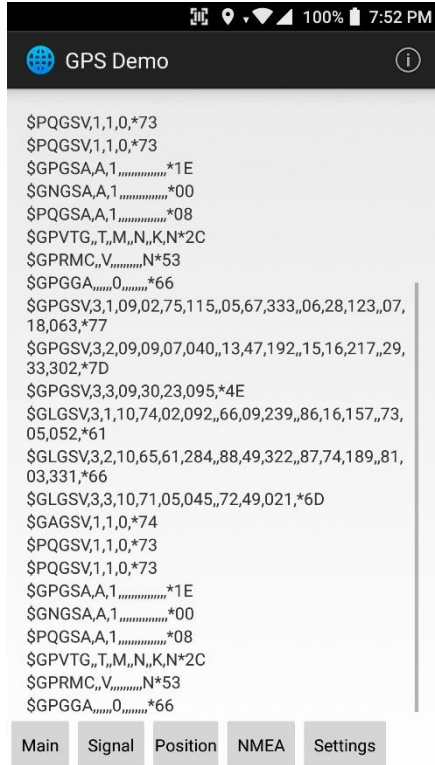 100% 7:52 PM
GPS Demo
$PQGSV,1,1,0,*73
$PQGSV,1,1,0,*73
$GPGSA,A,1,,,,,,,,,,,,,,,*1E
$GNGSA,A,1,,,,,,,,,,,,,,,*00
$PQGSA,A,1,,,,,,,,,,,,,,,*08
$GPVTG,,T,,M,,N,,K,N*2C
$GPRMC,,V,,,,,,,,,,N*53
$GPGGA,,,,,,0,,,,,,,,*66
$GPGSV,3,1,09,02,75,115,,05,67,333,,06,28,123,,07,
18,063,*77
$GPGSV,3,2,09,09,07,040,,13,47,192,,15,16,217,,29,
33,302,*7D
$GPGSV,3,3,09,30,23,095,*4E
$GLGSV,3,1,10,74,02,092,,66,09,239,,86,16,157,,73,
05,052,*61
$GLGSV,3,2,10,65,61,284,,88,49,322,,87,74,189,,81,
03,331,*66
$GLGSV,3,3,10,71,05,045,,72,49,021,*6D
$GAGSV,1,1,0,*74
$PQGSV,1,1,0,*73
$PQGSV,1,1,0,*73
$GPGSA,A,1,,,,,,,,,,,,,,,*1E
$GNGSA,A,1,,,,,,,,,,,,,,,*00
$PQGSA,A,1,,,,,,,,,,,,,,,*08
$GPVTG,,T,,M,,N,,K,N*2C
$GPRMC,,V,,,,,,,,,,N*53
$GPGGA,,,,,,0,,,,,,,,*66
Main Signal Position NMEA Settings